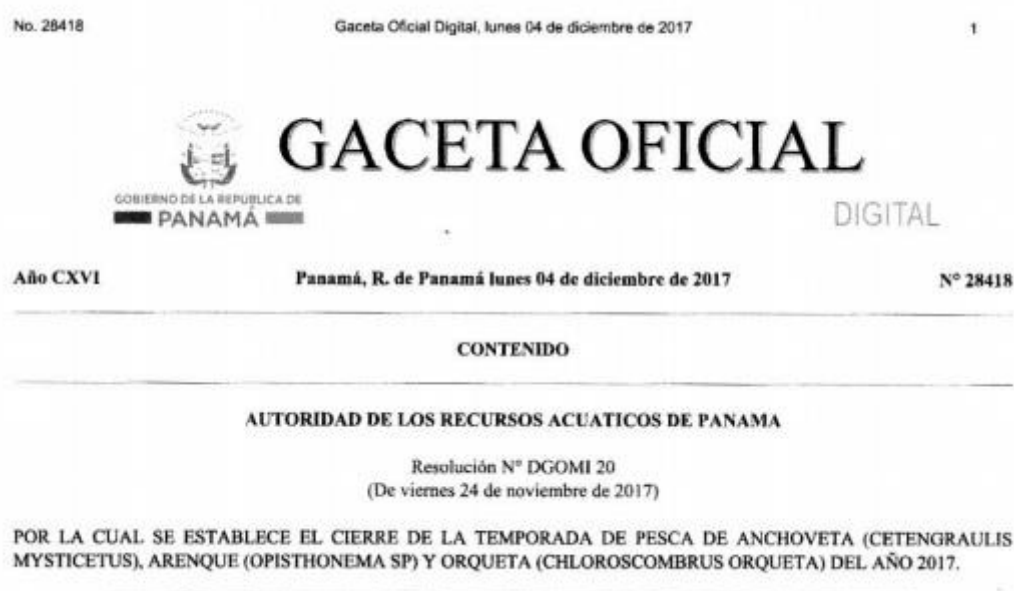 No. 28418 Gaceta Oficial Digital, lunes 04 de diciembre de 2017 1
GACETA OFICIAL
GOBIERNO DE LA REPÚBLICA DE
PANAMÁ
DIGITAL
Año CXVI Panamá, R. de Panamá lunes 04 de diciembre de 2017 N° 28418
CONTENIDO
AUTORIDAD DE LOS RECURSOS ACUATICOS DE PANAMA
Resolución N° DGOMI 20
(De viernes 24 de noviembre de 2017)
POR LA CUAL SE ESTABLECE EL CIERRE DE LA TEMPORADA DE PESCA DE ANCHOVETA (CETENGRAULIS
MYSTICETUS), ARENQUE (OPISTHONEMA SP) Y ORQUETA (CHLOROSCOMBRUS ORQUETA) DEL AÑO 2017.